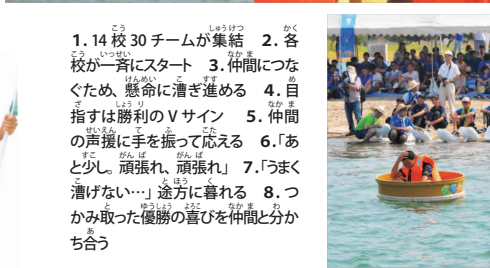 1. 14校30チームが集結　2. 各
校が一斉にスタート　3. 仲間につな
ぐため、懸命に漕ぎ進める　4. 目
指すは勝利のVサイン　5. 仲間
の声援に手を振って応える　6.「あ
と少し。頑張れ、頑張れ」　7.「うまく
漕げない…」途方に暮れる　8. つ
かみ取った優勝の喜びを仲間と分か
ち合う